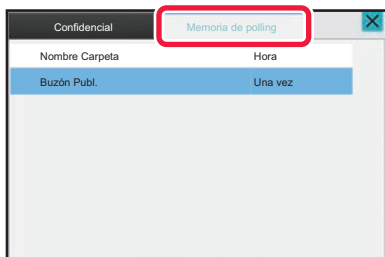 Confidencial Memoria de polling
Nombre Carpeta Hora
Buzón Publ. Una vez